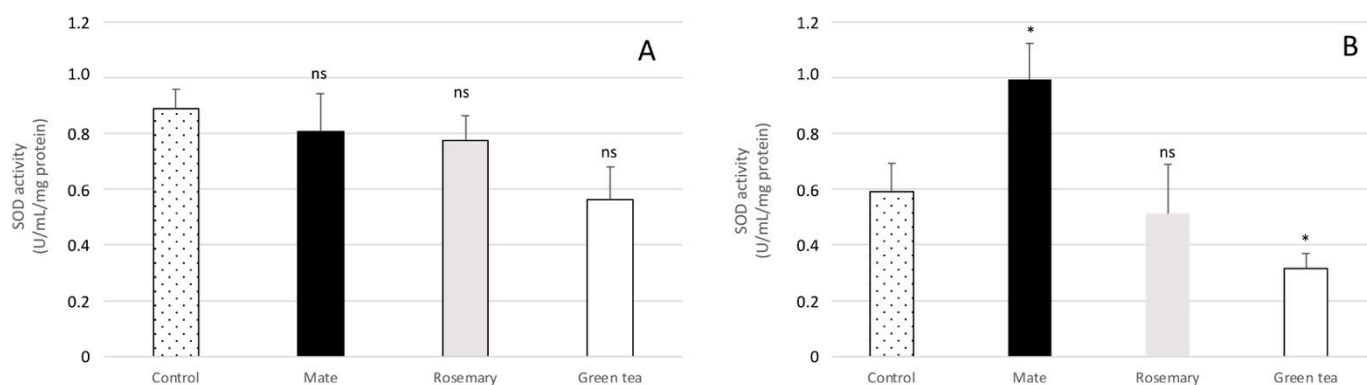 A
SOD activity
(U/mL/mg protein)
1.2
1.0
0.8
0.6
0.4
0.2
0
ns
ns
ns
Control
Mate
Rosemary
Green tea
B
SOD activity
(U/mL/mg protein)
1.2
1.0
0.8
0.6
0.4
0.2
0
*
ns
*
Control
Mate
Rosemary
Green tea